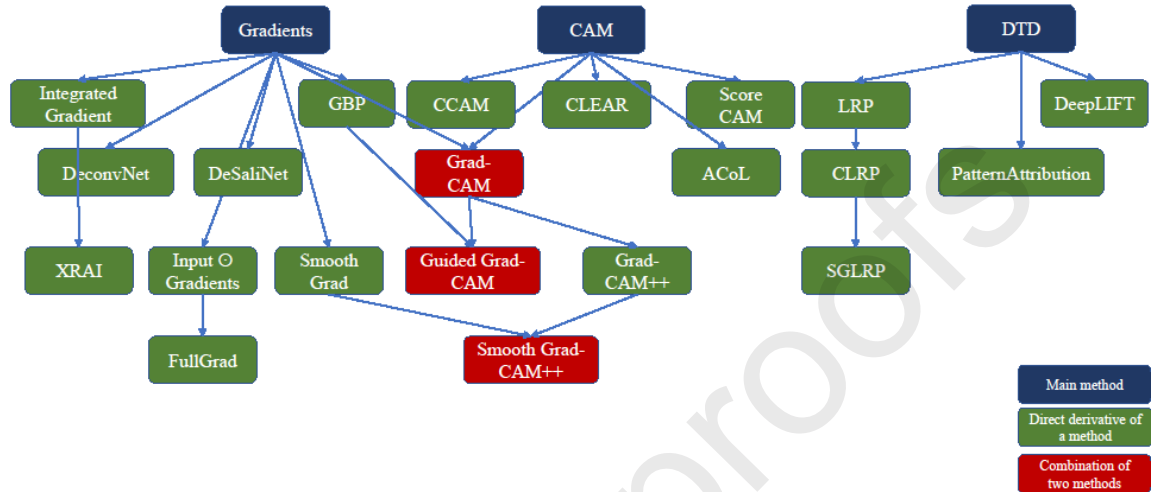 Gradients
CAM
DTD
Integrated
Gradient
GBP
CCAM
CLEAR
Score
CAM
LRP
DeepLIFT
DeconvNet
DeSaliNet
Grad-
CAM
ACoL
CLRP
PatternAttribution
XRAI
Input ⊙
Gradients
Smooth
Grad
Guided Grad-
CAM
Grad-
CAM++
SGLRP
FullGrad
Smooth Grad-
CAM++
Main method
Direct derivative of
a method
Combination of
two methods
proofs